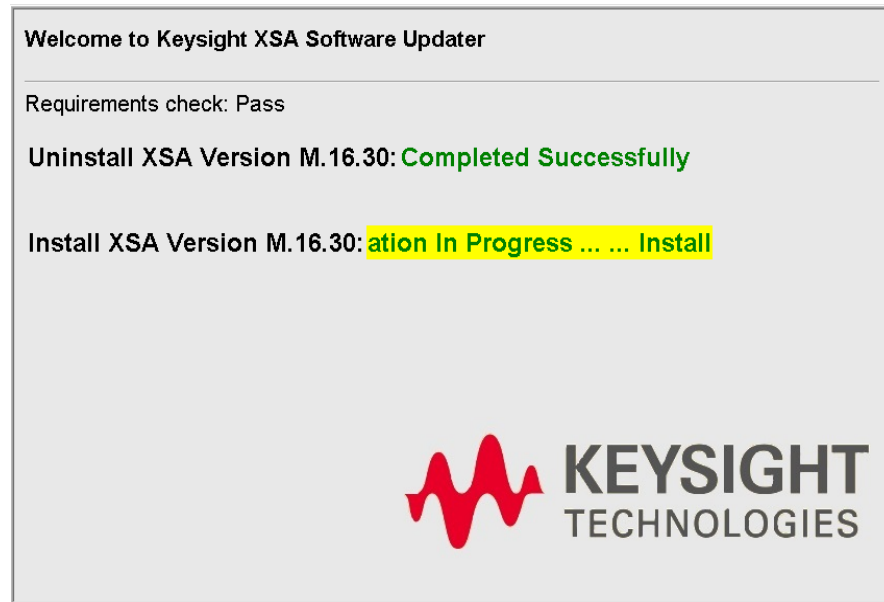 Welcome to Keysight XSA Software Updater
Requirements check: Pass
Uninstall XSA Version M.16.30: Completed Successfully
Install XSA Version M.16.30: ation In Progress ... ... Install
KEYSIGHT
TECHNOLOGIES